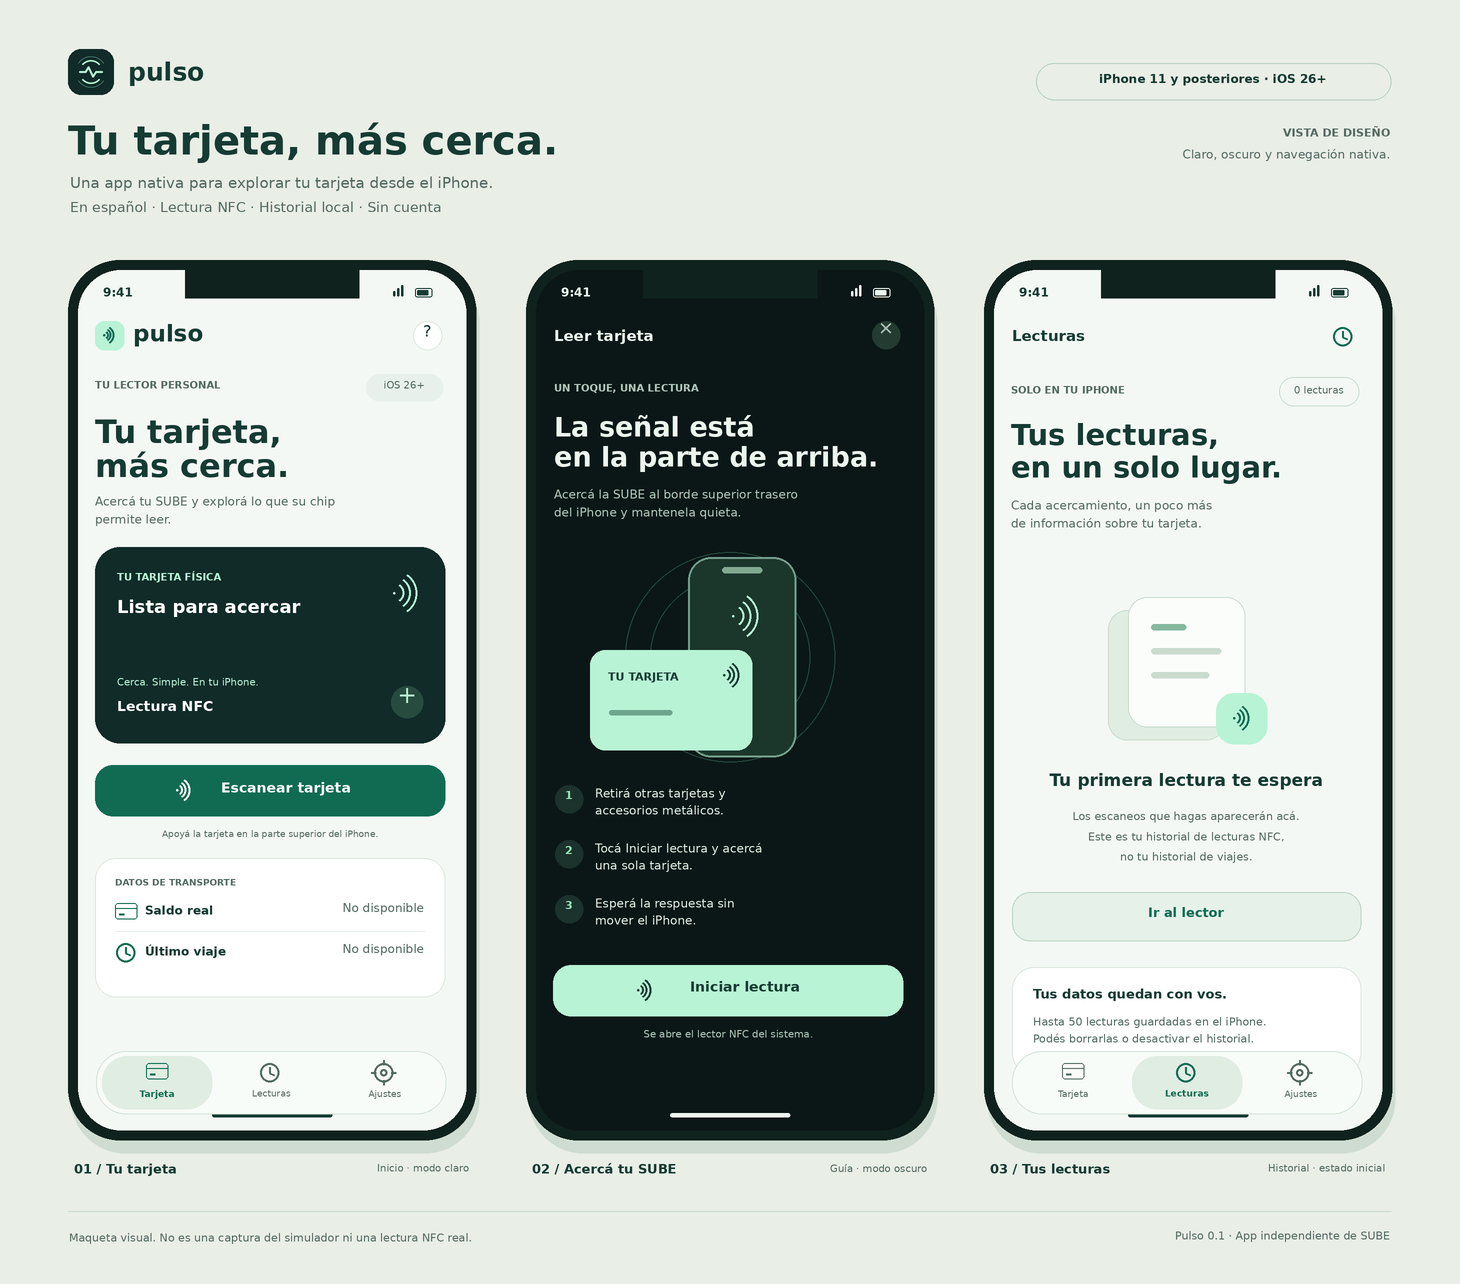 pulso
iPhone 11 y posteriores · iOS 26+
Tu tarjeta, más cerca.
VISTA DE DISEÑO
Claro, oscuro y navegación nativa.
Una app nativa para explorar tu tarjeta desde el iPhone.
En español · Lectura NFC · Historial local · Sin cuenta
9:41
pulso
?
TU LECTOR PERSONAL
iOS 26+
Tu tarjeta,
más cerca.
Acercá tu SUBE y explorá lo que su chip
permite leer.
TU TARJETA FÍSICA
Lista para acercar
Cerca. Simple. En tu iPhone.
Lectura NFC
Escanear tarjeta
Apoyá la tarjeta en la parte superior del iPhone.
DATOS DE TRANSPORTE
Saldo real
No disponible
Último viaje
No disponible
Tarjeta
Lecturas
Ajustes
01 / Tu tarjeta
Inicio · modo claro
9:41
Leer tarjeta
UN TOQUE, UNA LECTURA
La señal está
en la parte de arriba.
Acercá la SUBE al borde superior trasero
del iPhone y mantenela quieta.
TU TARJETA
1
Retirá otras tarjetas y
accesorios metálicos.
2
Tocá Iniciar lectura y acercá
una sola tarjeta.
3
Esperá la respuesta sin
mover el iPhone.
Iniciar lectura
Se abre el lector NFC del sistema.
02 / Acercá tu SUBE
Guía · modo oscuro
9:41
Lecturas
SOLO EN TU IPHONE
0 lecturas
Tus lecturas,
en un solo lugar.
Cada acercamiento, un poco más
de información sobre tu tarjeta.
Tu primera lectura te espera
Los escaneos que hagas aparecerán acá.
Este es tu historial de lecturas NFC,
no tu historial de viajes.
Ir al lector
Tus datos quedan con vos.
Hasta 50 lecturas guardadas en el iPhone.
Podés borrarlas o desactivar el historial.
Tarjeta
Lecturas
Ajustes
03 / Tus lecturas
Historial · estado inicial
Maqueta visual. No es una captura del simulador ni una lectura NFC real.
Pulso 0.1 · App independiente de SUBE